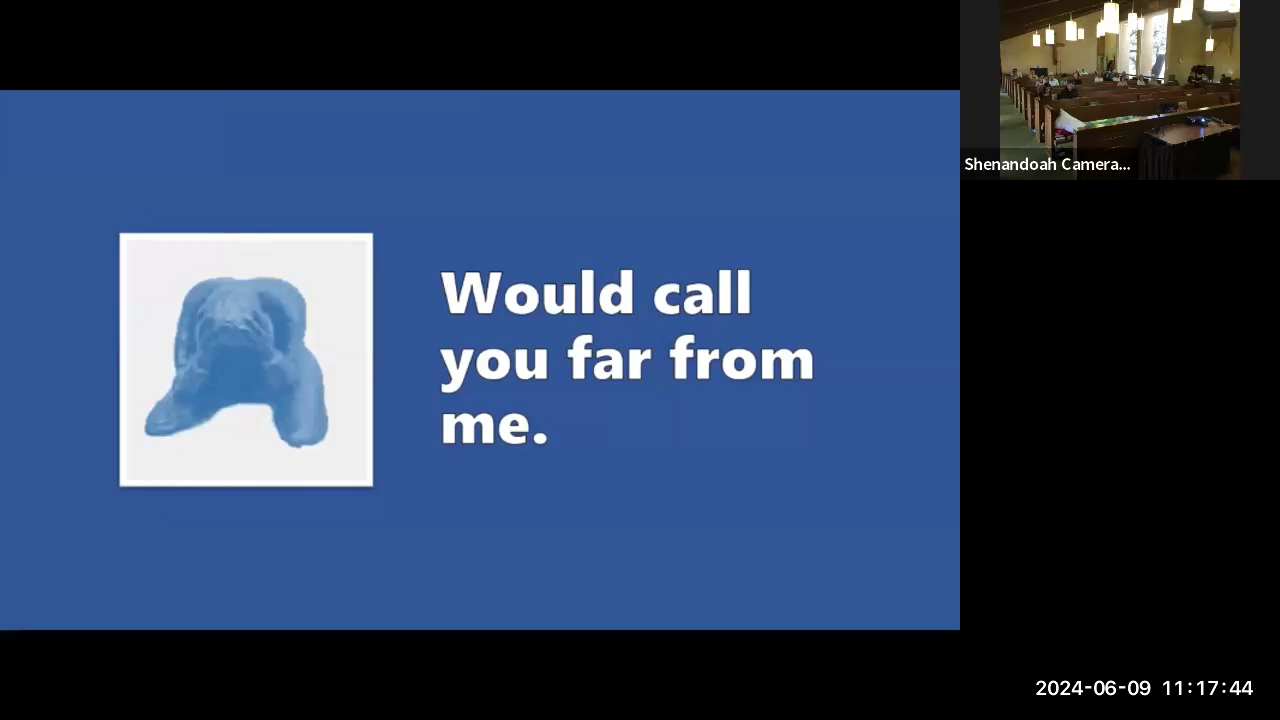 Would call
you far from
me.
Shenandoah Camera...
2024-06-09 11:17:44